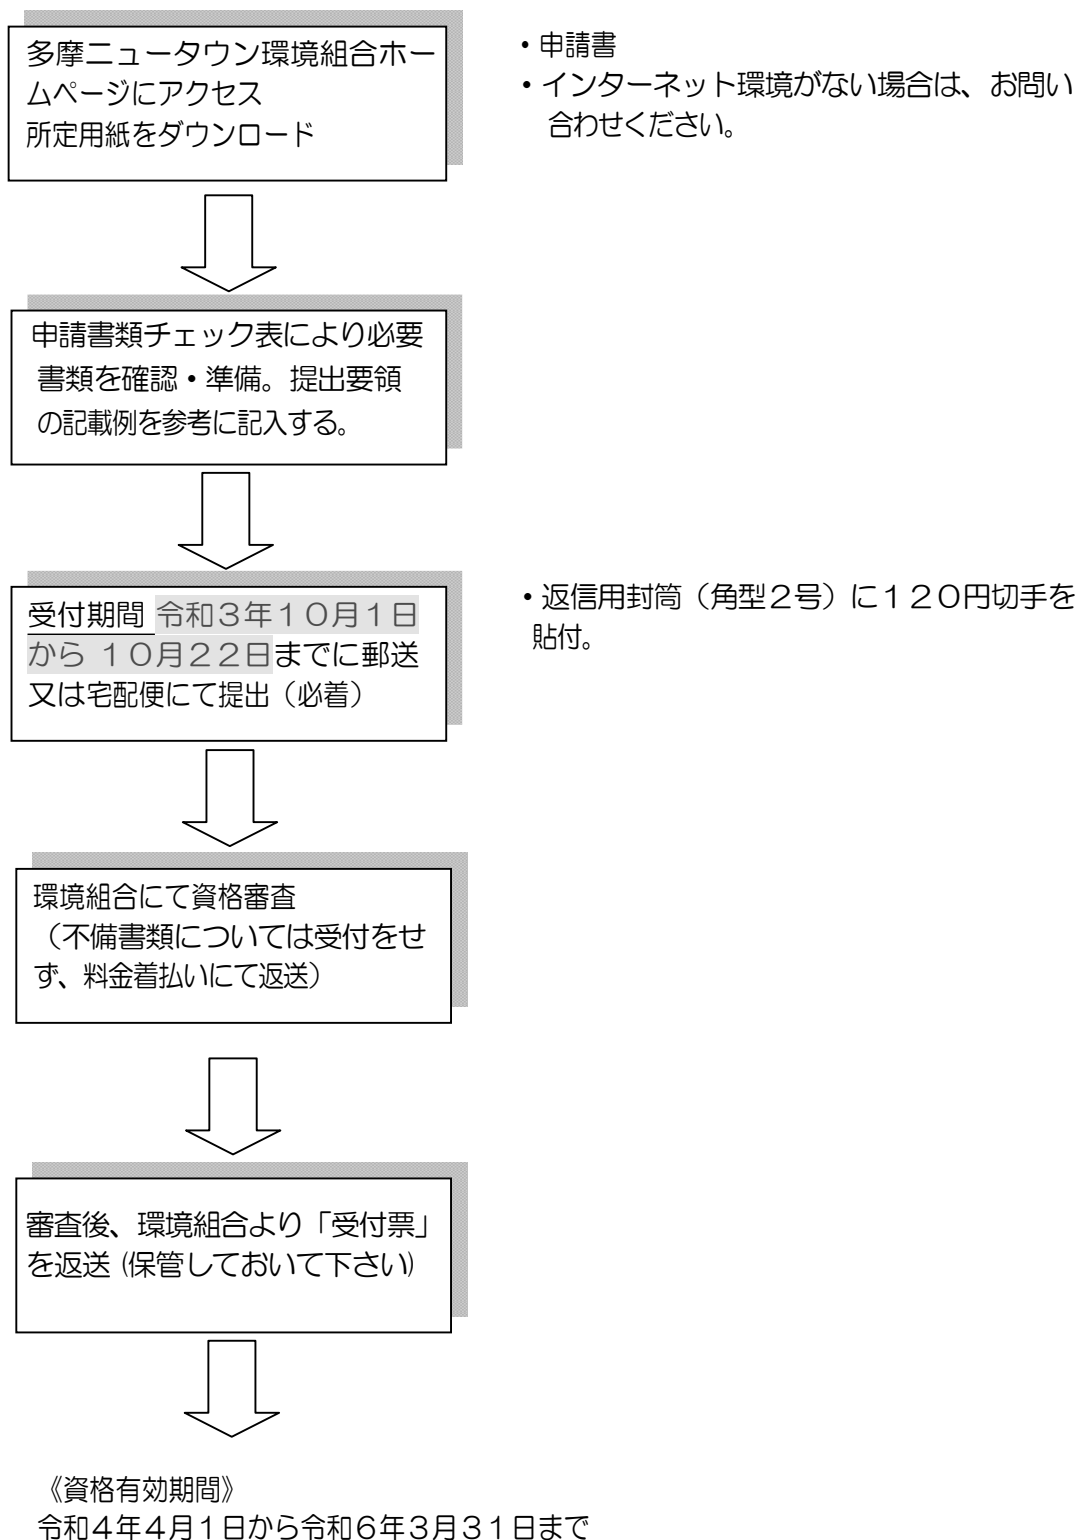 多摩ニュータウン環境組合ホー
ムページにアクセス
所定用紙をダウンロード
・申請書
・インターネット環境がない場合は、お問い
合わせください。
申請書類チェック表により必要
書類を確認・準備。提出要領
の記載例を参考に記入する。
受付期間 令和３年１０月１日
から １０月２２日までに郵送
又は宅配便にて提出（必着）
・返信用封筒（角型２号）に１２０円切手を
貼付。
環境組合にて資格審査
（不備書類については受付をせ
ず、料金着払いにて返送）
審査後、環境組合より「受付票」
を返送 (保管しておいて下さい)
《資格有効期間》
令和４年４月１日から令和６年３月３１日まで